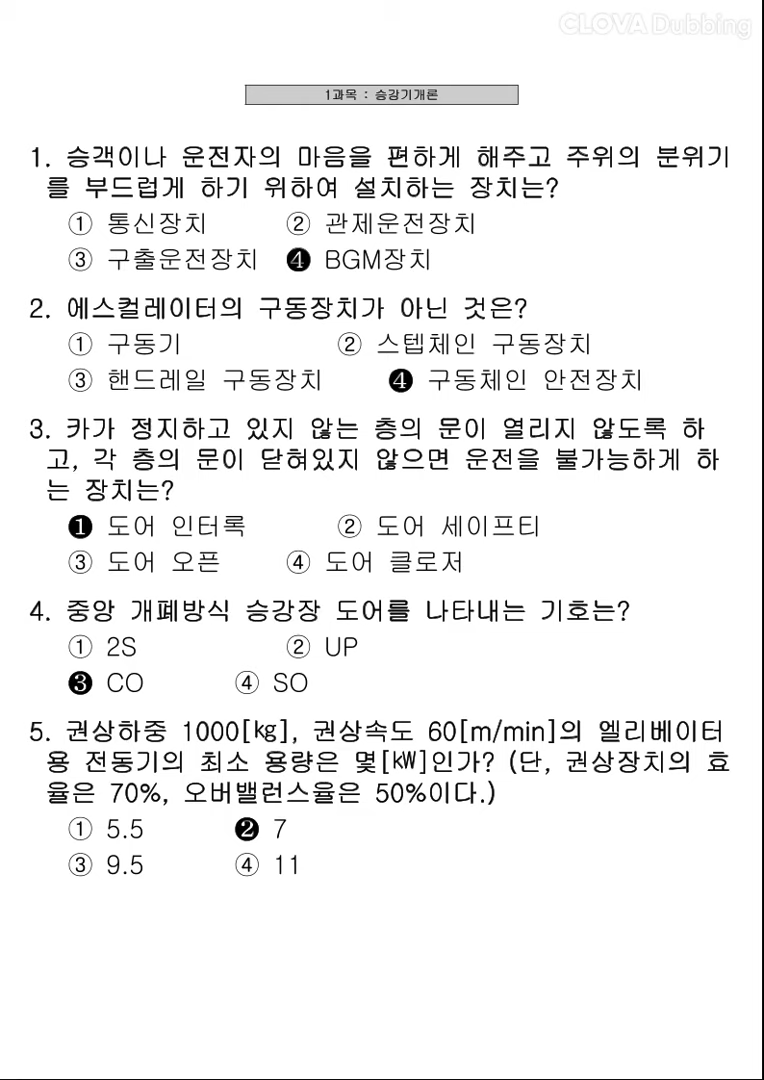 CLOVA Dubbing
1과목 : 승강기개론
1. 승객이나 운전자의 마음을 편하게 해주고 주위의 분위기
를 부드럽게 하기 위하여 설치하는 장치는?
① 통신장치 ② 관제운전장치
③ 구출운전장치 ❹ BGM장치
2. 에스컬레이터의 구동장치가 아닌 것은?
① 구동기 ② 스텝체인 구동장치
③ 핸드레일 구동장치 ❹ 구동체인 안전장치
3. 카가 정지하고 있지 않는 층의 문이 열리지 않도록 하
고, 각 층의 문이 닫혀있지 않으면 운전을 불가능하게 하
는 장치는?
❶ 도어 인터록 ② 도어 세이프티
③ 도어 오픈 ④ 도어 클로저
4. 중앙 개폐방식 승강장 도어를 나타내는 기호는?
① 2S ② UP
❸ CO ④ SO
5. 권상하중 1000[㎏], 권상속도 60[m/min]의 엘리베이터
용 전동기의 최소 용량은 몇[㎾]인가? (단, 권상장치의 효
율은 70%, 오버밸런스율은 50%이다.)
① 5.5 ❷ 7
③ 9.5 ④ 11